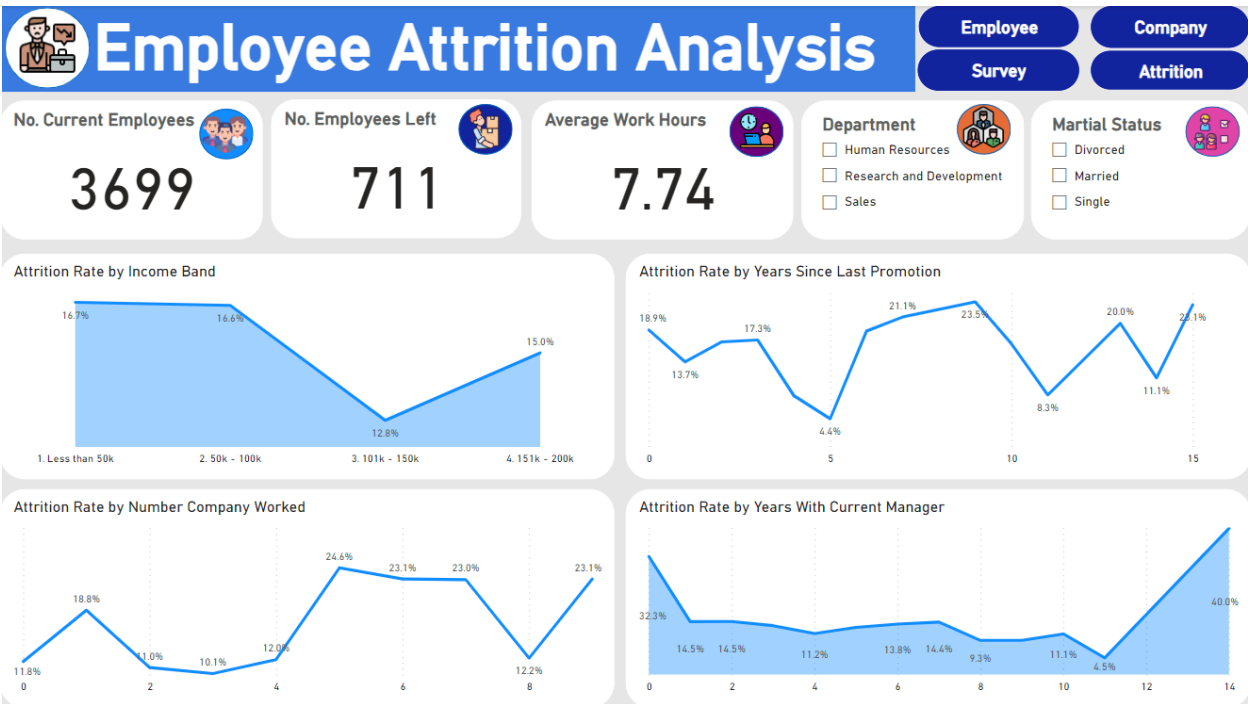 Employee Attrition Analysis
Employee
Company
Survey
Attrition
No. Current Employees
3699
No. Employees Left
711
Average Work Hours
7.74
Department
Human Resources
Research and Development
Sales
Martial Status
Divorced
Married
Single
Attrition Rate by Income Band
16.7%
16.6%
15.0%
12.8%
1. Less than 50k
2. 50k - 100k
3. 101k - 150k
4. 151k - 200k
Attrition Rate by Years Since Last Promotion
18.9%
13.7%
17.3%
4.4%
21.1%
23.5%
8.3%
20.0%
11.1%
23.1%
0
5
10
15
Attrition Rate by Number Company Worked
11.8%
18.8%
11.0%
10.1%
12.0%
24.6%
23.1%
23.0%
12.2%
23.1%
0
2
4
6
8
Attrition Rate by Years With Current Manager
32.3%
14.5%
14.5%
11.2%
13.8%
14.4%
9.3%
11.1%
4.5%
40.0%
0
2
4
6
8
10
12
14